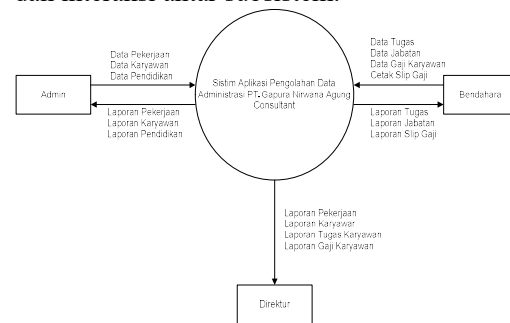 Data Pekerjaan
Data Karyawan
Data Pendidikan
Data Tugas
Data Jabatan
Data Gaji Karyawan
Cetak Slip Gaji
Admin
Sistim Aplikasi Pengolahan Data
Administrasi PT-Gapura Nirwana Agung
Consultant
Bendahara
Laporan Pekerjaan
Laporan Karyawan
Laporan Pendidikan
Laporan Tugas
Laporan Jabatan
Laporan Slip Gaji
Laporan Pekerjaan
Laporan Karyawar
Laporan Tugas Karyawan
Laporan Gaji Karyawan
Direktur